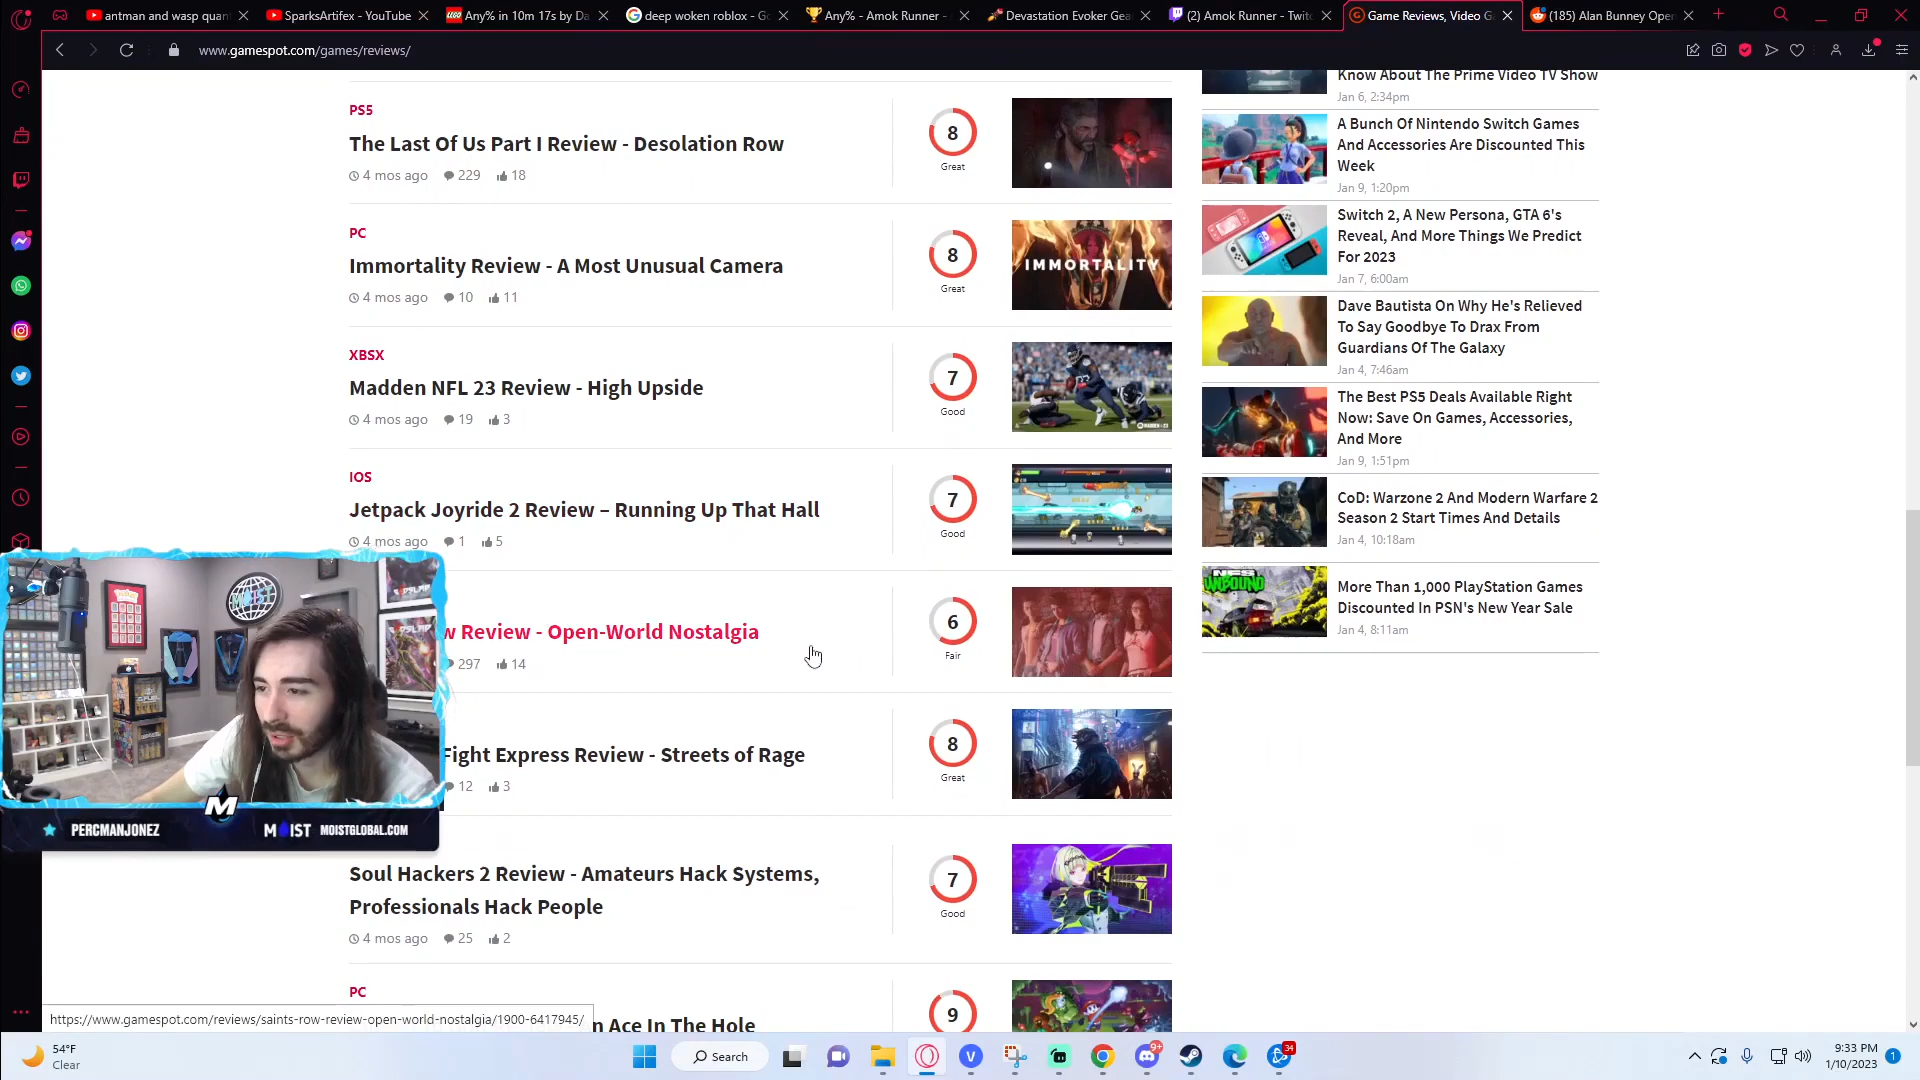 antman and wasp quan
SparksArtifex - YouTube
Any% in 10m 17s by Da
deep woken roblox - Go
Any% - Amok Runner -
Devastation Evoker Gea
(2) Amok Runner - Twitc
Game Reviews, Video G
(185) Alan Bunney Open
www.gamespot.com/games/reviews/
PS5
The Last Of Us Part I Review - Desolation Row
4 mos ago 229 18
8
Great
PC
Immortality Review - A Most Unusual Camera
4 mos ago 10 11
8
Great
IMMORTALITY
XBSX
Madden NFL 23 Review - High Upside
4 mos ago 19 3
7
Good
IOS
Jetpack Joyride 2 Review – Running Up That Hall
4 mos ago 1 5
7
Good
w Review - Open-World Nostalgia
297 14
6
Fair
Fight Express Review - Streets of Rage
12 3
8
Great
Soul Hackers 2 Review - Amateurs Hack Systems,
Professionals Hack People
4 mos ago 25 2
7
Good
PC
n Ace In The Hole
9
Know About The Prime Video TV Show
Jan 6, 2:34pm
A Bunch Of Nintendo Switch Games
And Accessories Are Discounted This
Week
Jan 9, 1:20pm
Switch 2, A New Persona, GTA 6's
Reveal, And More Things We Predict
For 2023
Jan 7, 6:00am
Dave Bautista On Why He's Relieved
To Say Goodbye To Drax From
Guardians Of The Galaxy
Jan 4, 7:46am
The Best PS5 Deals Available Right
Now: Save On Games, Accessories,
And More
Jan 9, 1:51pm
CoD: Warzone 2 And Modern Warfare 2
Season 2 Start Times And Details
Jan 4, 10:18am
UNBOUND
More Than 1,000 PlayStation Games
Discounted In PSN's New Year Sale
Jan 4, 8:11am
MOIST
M
PERCMANJONEZ
MOIST
MOISTGLOBAL.COM
https://www.gamespot.com/reviews/saints-row-review-open-world-nostalgia/1900-6417945/
54°F
Clear
Search
9+
34
9:33 PM
1/10/2023
1